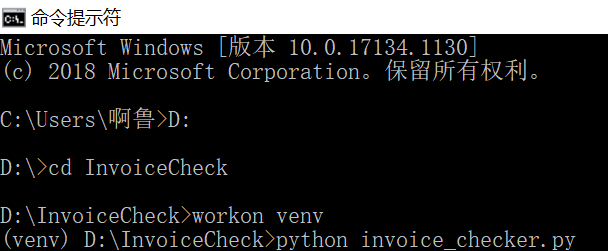 命令提示符
Microsoft Windows [版本 10.0.17134.1130]
(c) 2018 Microsoft Corporation。保留所有权利。
C:\Users\啊鲁>D:
D:\>cd InvoiceCheck
D:\InvoiceCheck>workon venv
(venv) D:\InvoiceCheck>python invoice_checker.py